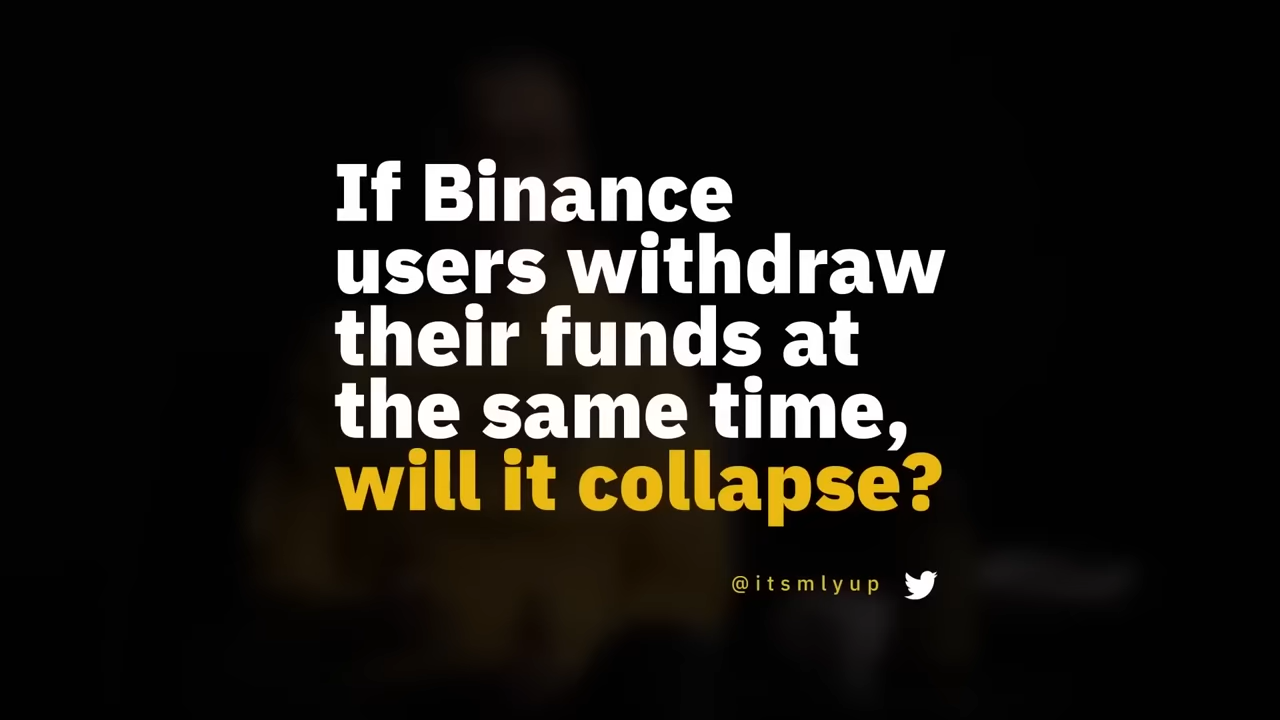 If Binance
users withdraw
their funds at
the same time,
will it collapse?
@itsmlyup